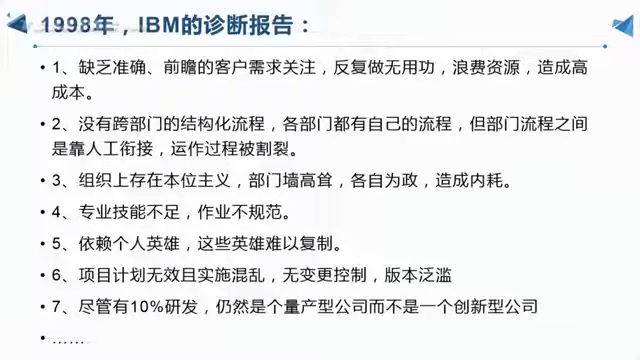 1998年，IBM的诊断报告：
• 1、缺乏准确、前瞻的客户需求关注，反复做无用功，浪费资源，造成高
成本。
• 2、没有跨部门的结构化流程，各部门都有自己的流程，但部门流程之间
是靠人工衔接，运作过程被割裂。
• 3、组织上存在本位主义，部门墙高耸，各自为政，造成内耗。
• 4、专业技能不足，作业不规范。
• 5、依赖个人英雄，这些英雄难以复制。
• 6、项目计划无效且实施混乱，无变更控制，版本泛滥
• 7、尽管有10%研发，仍然是个量产型公司而不是一个创新型公司
• ……